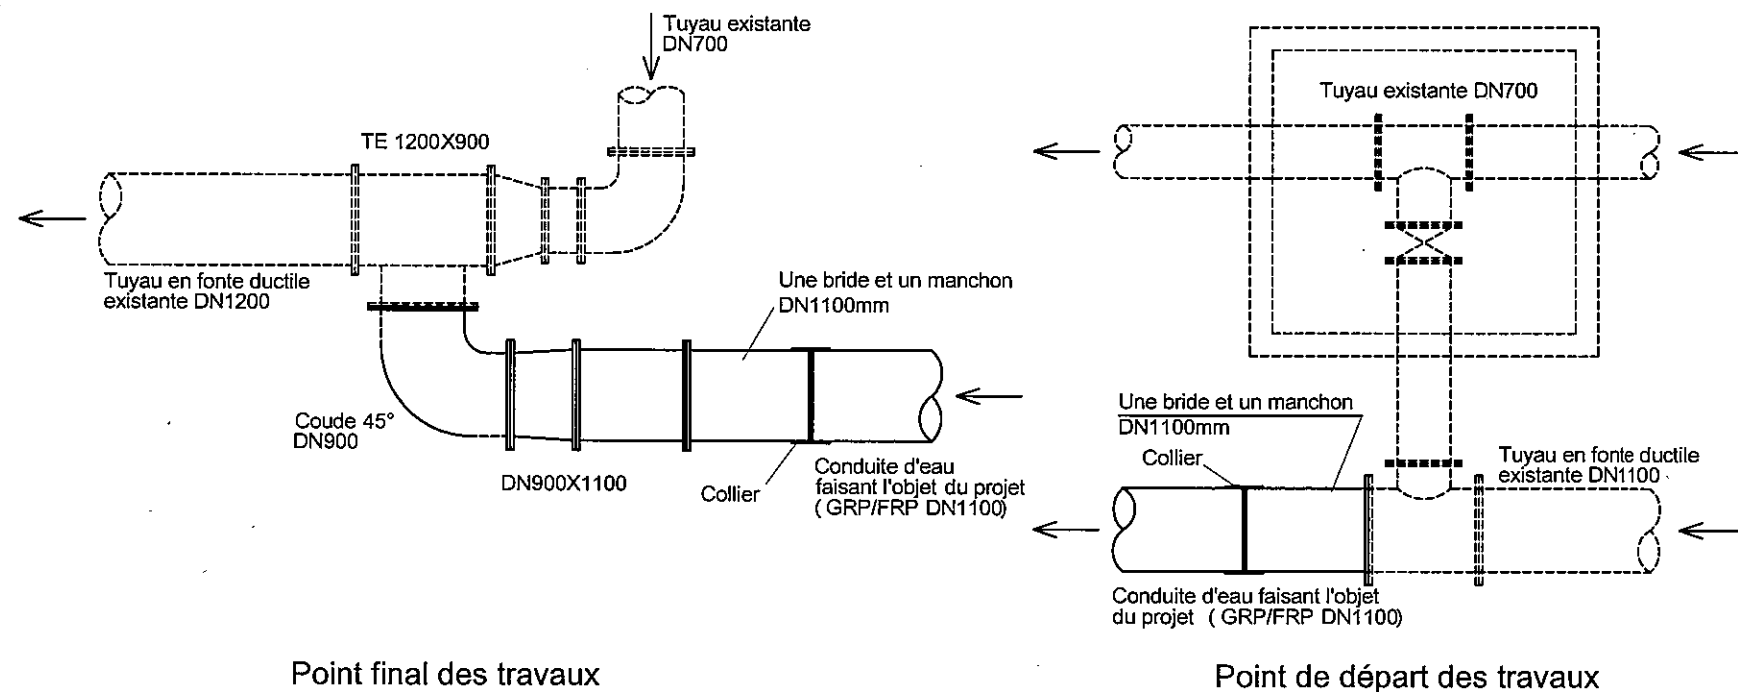 Tuyau existante
DN700
TE 1200X900
Tuyau en fonte ductile
existante DN1200
Une bride et un manchon
DN1100mm
Coude 45°
DN900
DN900X1100
Collier
Conduite d'eau
faisant l'objet du projet
( GRP/FRP DN1100)
Point final des travaux
Tuyau existante DN700
Une bride et un manchon
DN1100mm
Collier
Tuyau en fonte ductile
existante DN1100
Conduite d'eau faisant l'objet
du projet ( GRP/FRP DN1100)
Point de départ des travaux